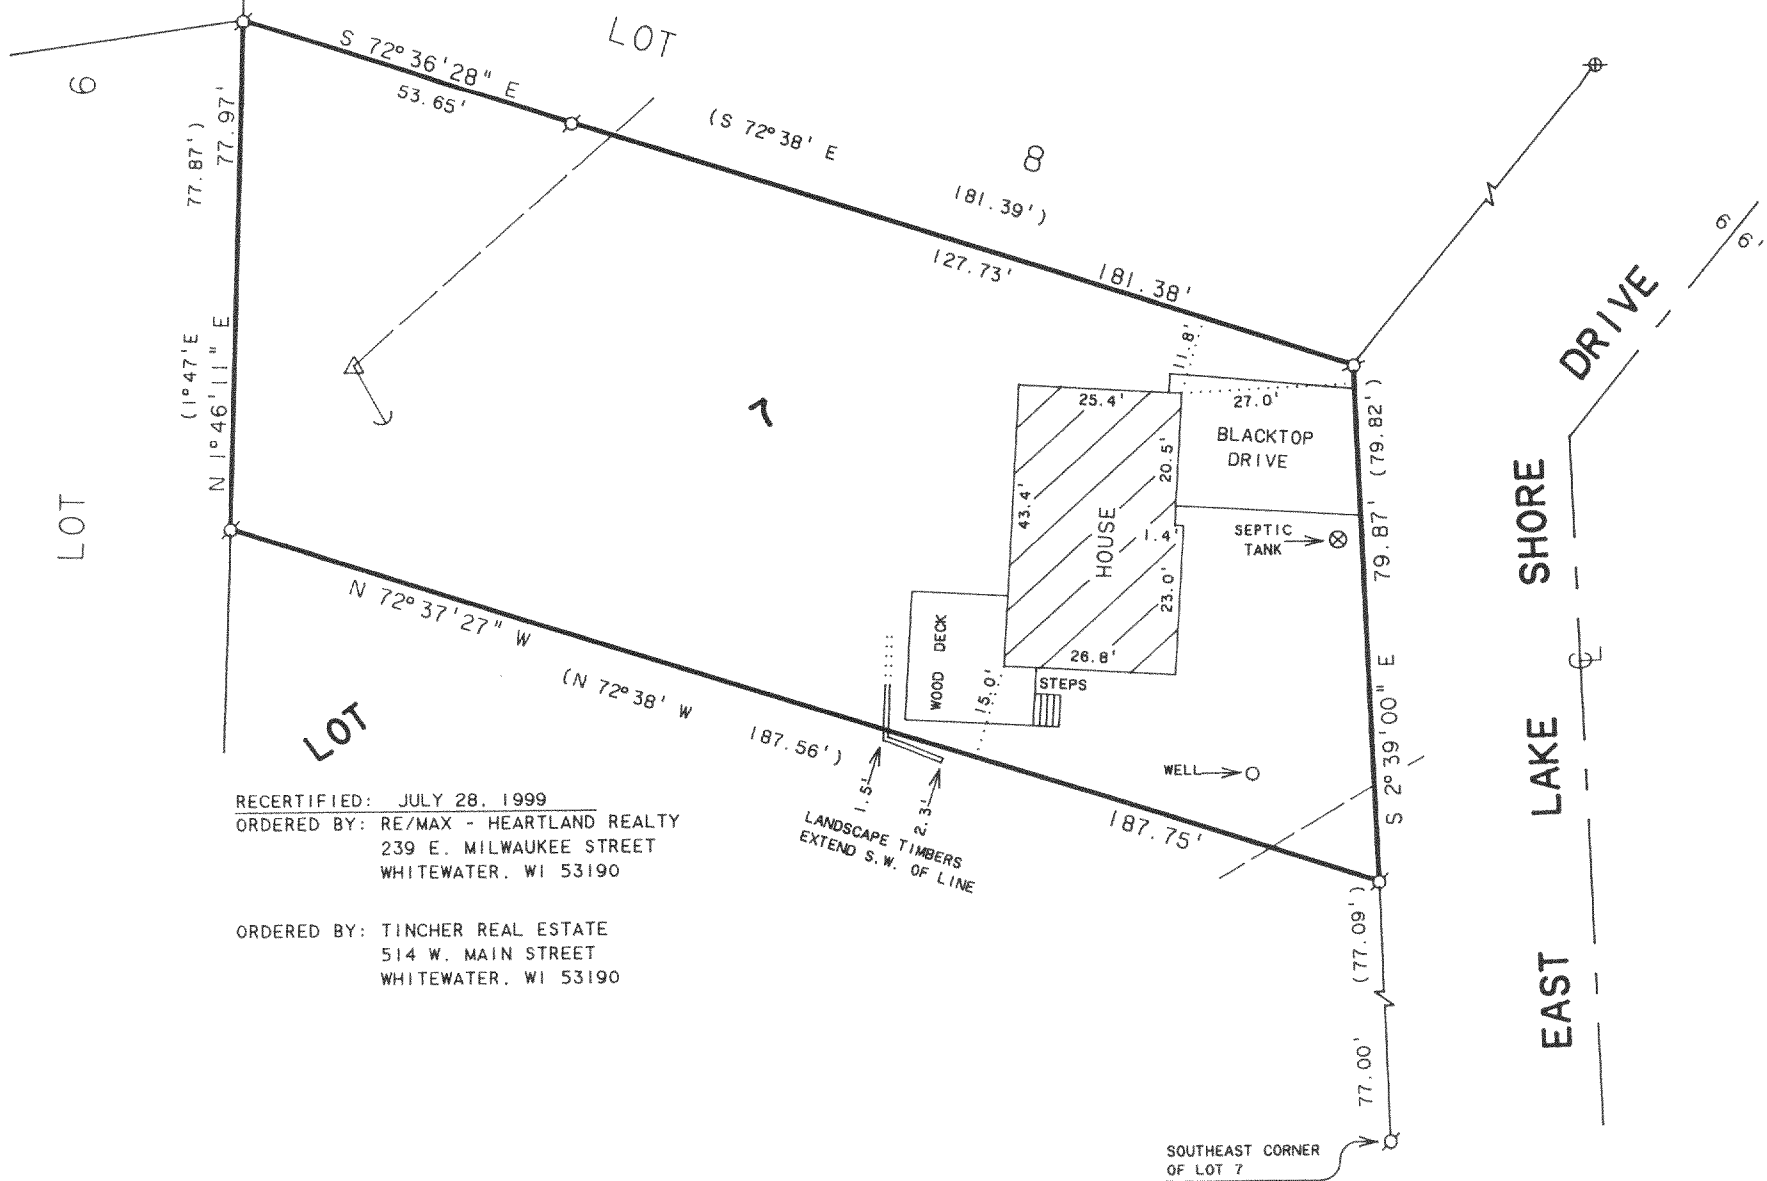 LOT
6
S 72°36'28" E
53.65'
(S 72°38' E
8
181.39')
127.73'
181.38'
66'
77.87')
77.97'
(1°47'E
N 1°46'11" E
7
11.8'
25.4'
27.0'
BLACKTOP
DRIVE
20.5'
43.4'
HOUSE
1.4'
23.0'
26.8'
SEPTIC
TANK
(79.82')
79.87'
S 2°39'00" E
EAST LAKE SHORE DRIVE
LOT
N 72°37'27" W
(N 72°38' W
187.56')
187.75'
WOOD DECK
15.0'
STEPS
WELL
LOT
1.5'
2.3'
LANDSCAPE TIMBERS
EXTEND S.W. OF LINE
RECERTIFIED: JULY 28, 1999
ORDERED BY: RE/MAX - HEARTLAND REALTY
239 E. MILWAUKEE STREET
WHITEWATER, WI 53190
ORDERED BY: TINCHER REAL ESTATE
514 W. MAIN STREET
WHITEWATER, WI 53190
(77.09')
77.00'
SOUTHEAST CORNER
OF LOT 7